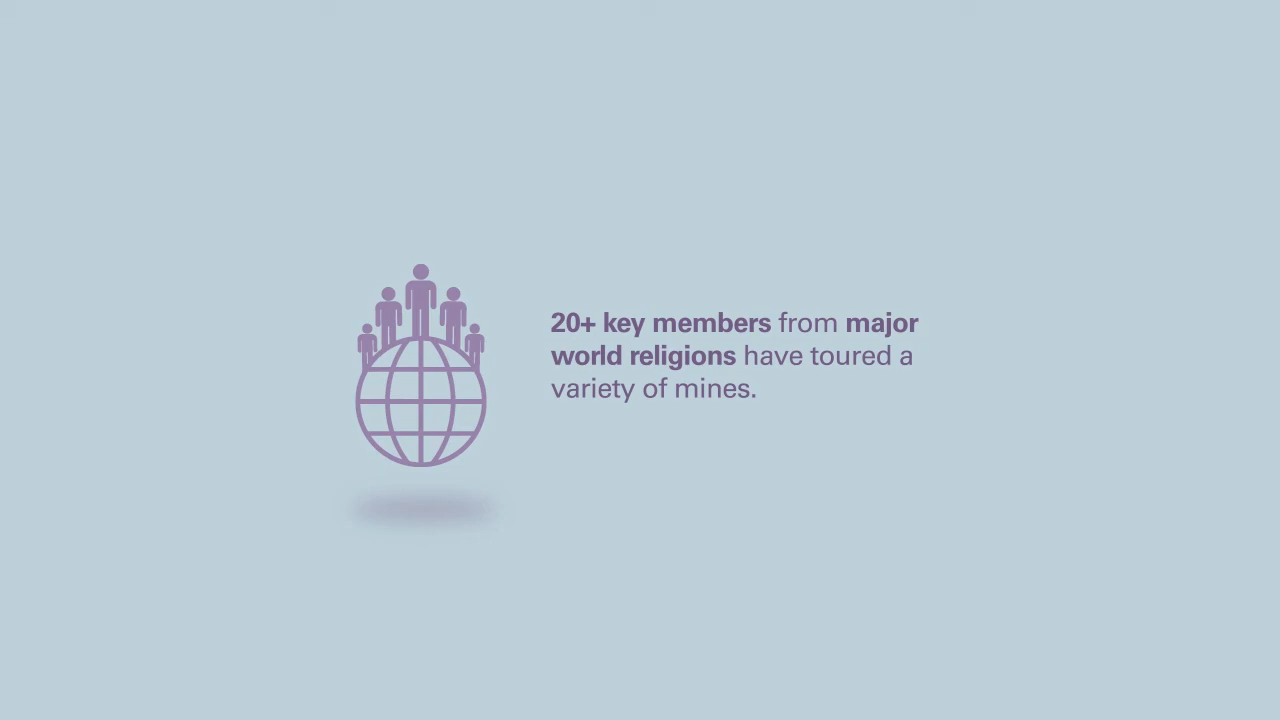 20+ key members from major
world religions have toured a
variety of mines.